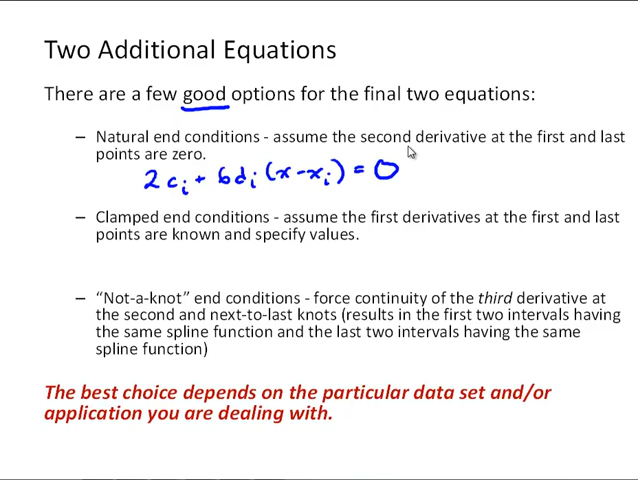 Two Additional Equations
There are a few good options for the final two equations:
– Natural end conditions - assume the second derivative at the first and last
points are zero.
2cᵢ + 6dᵢ(x - xᵢ) = 0
– Clamped end conditions - assume the first derivatives at the first and last
points are known and specify values.
– “Not-a-knot” end conditions - force continuity of the third derivative at
the second and next-to-last knots (results in the first two intervals having
the same spline function and the last two intervals having the same
spline function)
The best choice depends on the particular data set and/or
application you are dealing with.